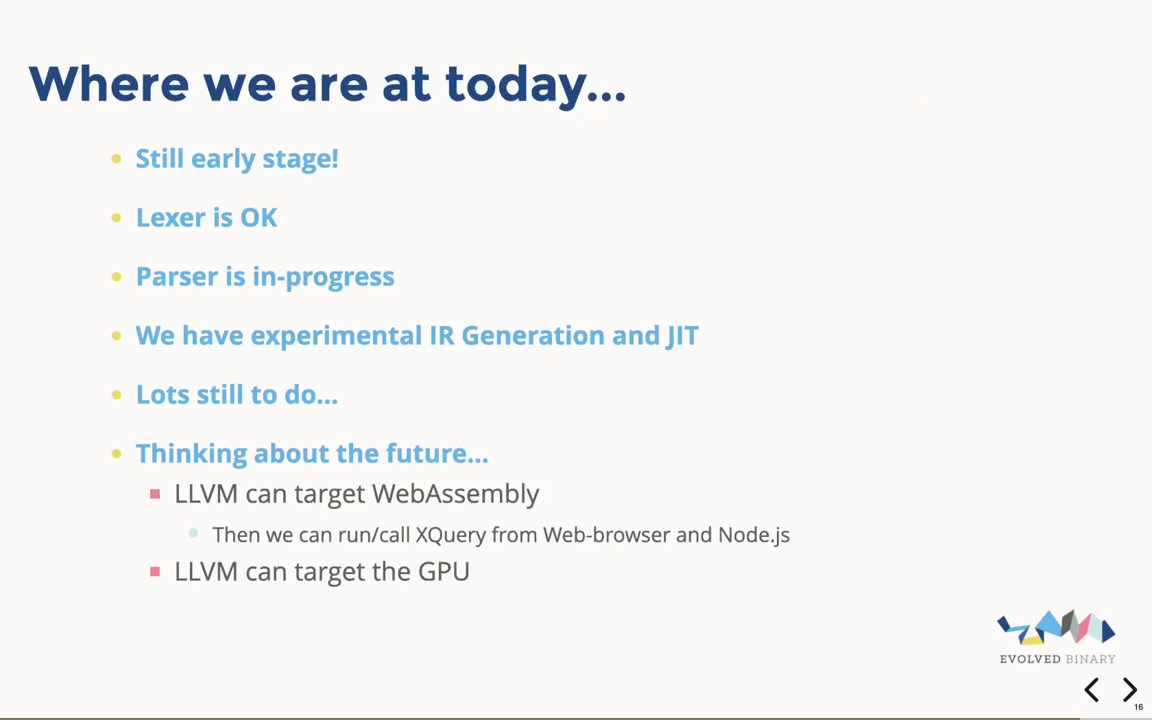 Where we are at today...
Still early stage!
Lexer is OK
Parser is in-progress
We have experimental IR Generation and JIT
Lots still to do...
Thinking about the future...
LLVM can target WebAssembly
Then we can run/call XQuery from Web-browser and Node.js
LLVM can target the GPU
EVOLVED BINARY
16